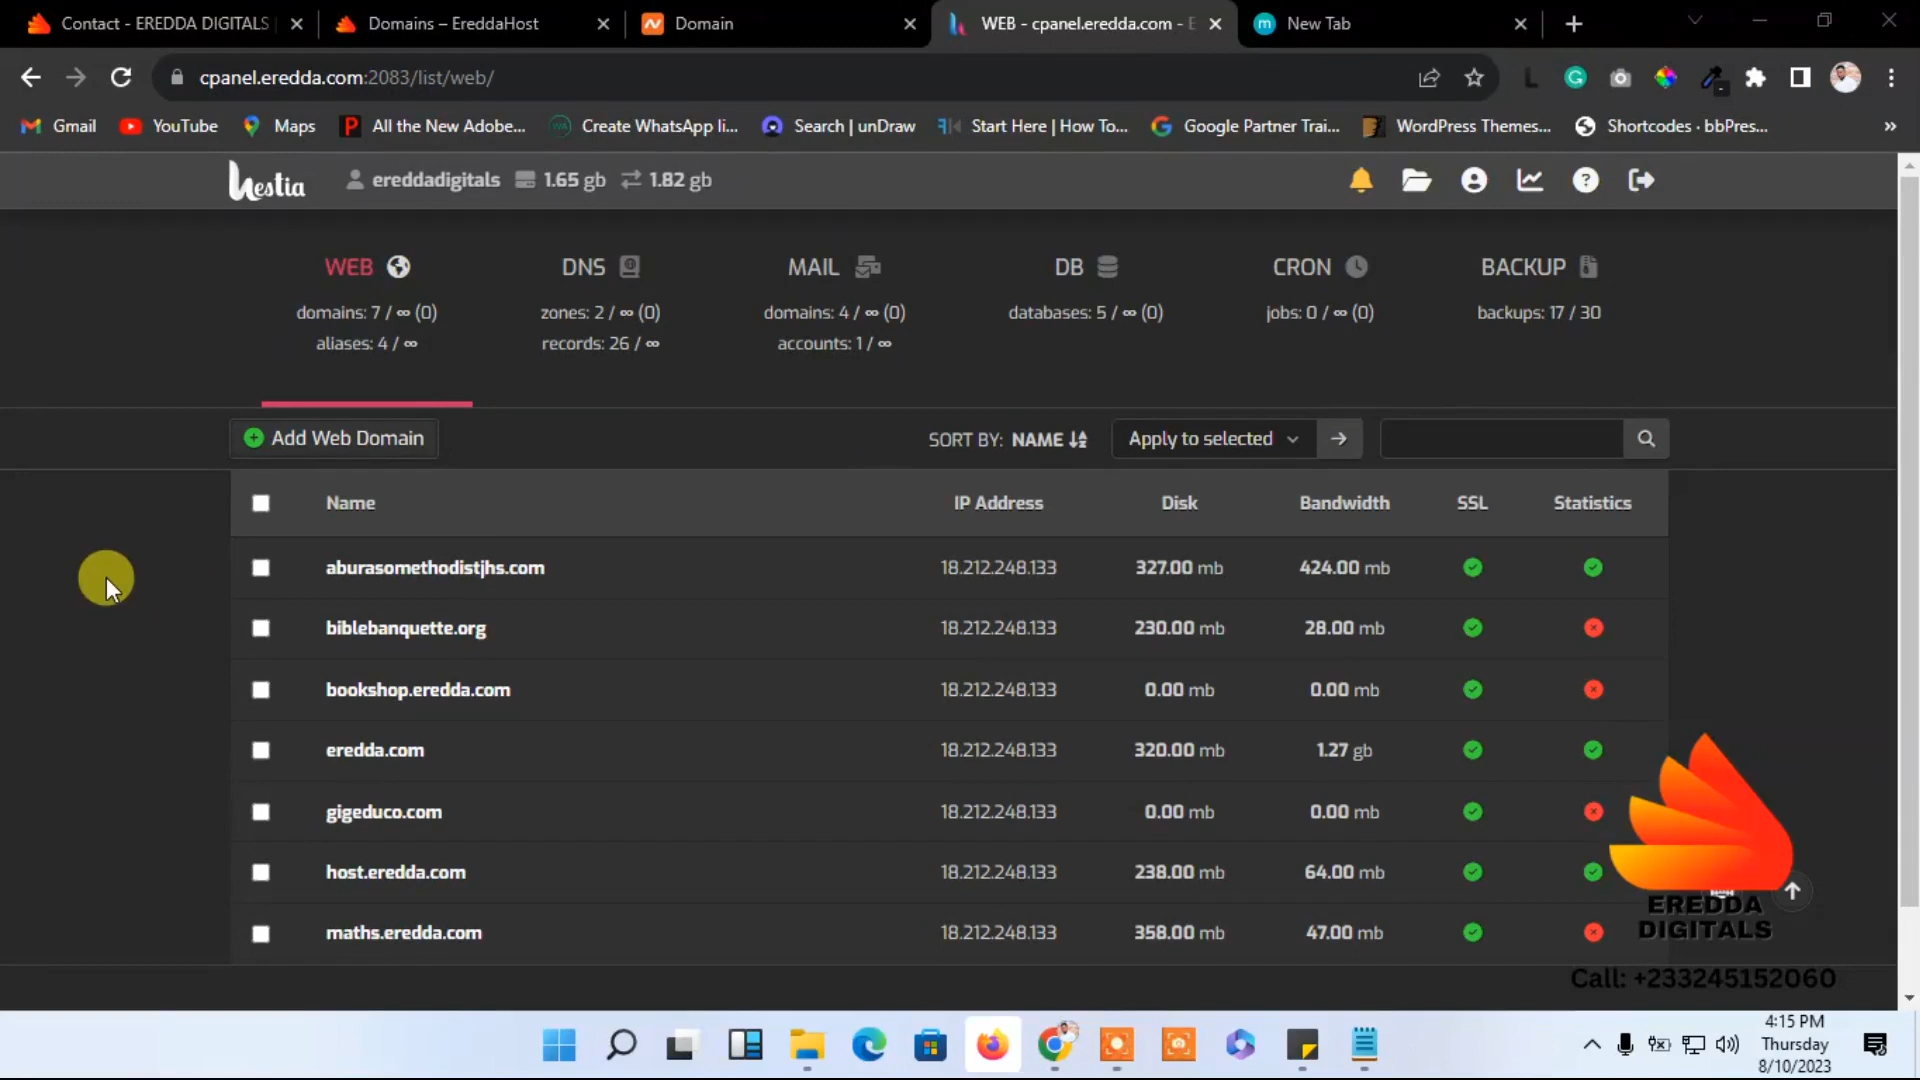 Contact - EREDDA DIGITALS
Domains – EreddaHost
Domain
WEB - cpanel.eredda.com - E
New Tab
cpanel.eredda.com:2083/list/web/
Gmail
YouTube
Maps
All the New Adobe...
Create WhatsApp li...
Search | unDraw
Start Here | How To...
Google Partner Trai...
WordPress Themes...
Shortcodes · bbPres...
»
hestia
ereddadigitals 1.65 gb 1.82 gb
WEB
domains: 7 / ∞ (0)
aliases: 4 / ∞
DNS
zones: 2 / ∞ (0)
records: 26 / ∞
MAIL
domains: 4 / ∞ (0)
accounts: 1 / ∞
DB
databases: 5 / ∞ (0)
CRON
jobs: 0 / ∞ (0)
BACKUP
backups: 17 / 30
Add Web Domain
SORT BY: NAME
Apply to selected
Name IP Address Disk Bandwidth SSL Statistics
aburasomethodistjhs.com 18.212.248.133 327.00 mb 424.00 mb
biblebanquette.org 18.212.248.133 230.00 mb 28.00 mb
bookshop.eredda.com 18.212.248.133 0.00 mb 0.00 mb
eredda.com 18.212.248.133 320.00 mb 1.27 gb
gigeduco.com 18.212.248.133 0.00 mb 0.00 mb
host.eredda.com 18.212.248.133 238.00 mb 64.00 mb
maths.eredda.com 18.212.248.133 358.00 mb 47.00 mb
EREDDA
DIGITALS
Call: +233245152060
4:15 PM
Thursday
8/10/2023